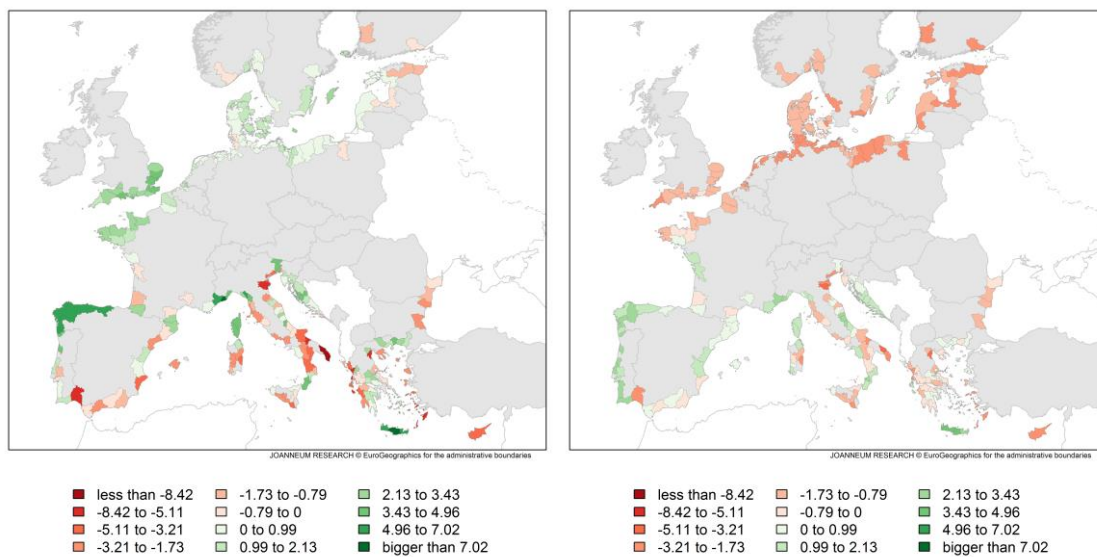 JOANNEUM RESEARCH © EuroGeographics for the administrative boundaries
less than -8.42
-8.42 to -5.11
-5.11 to -3.21
-3.21 to -1.73
-1.73 to -0.79
-0.79 to 0
0 to 0.99
0.99 to 2.13
2.13 to 3.43
3.43 to 4.96
4.96 to 7.02
bigger than 7.02
JOANNEUM RESEARCH © EuroGeographics for the administrative boundaries
less than -8.42
-8.42 to -5.11
-5.11 to -3.21
-3.21 to -1.73
-1.73 to -0.79
-0.79 to 0
0 to 0.99
0.99 to 2.13
2.13 to 3.43
3.43 to 4.96
4.96 to 7.02
bigger than 7.02